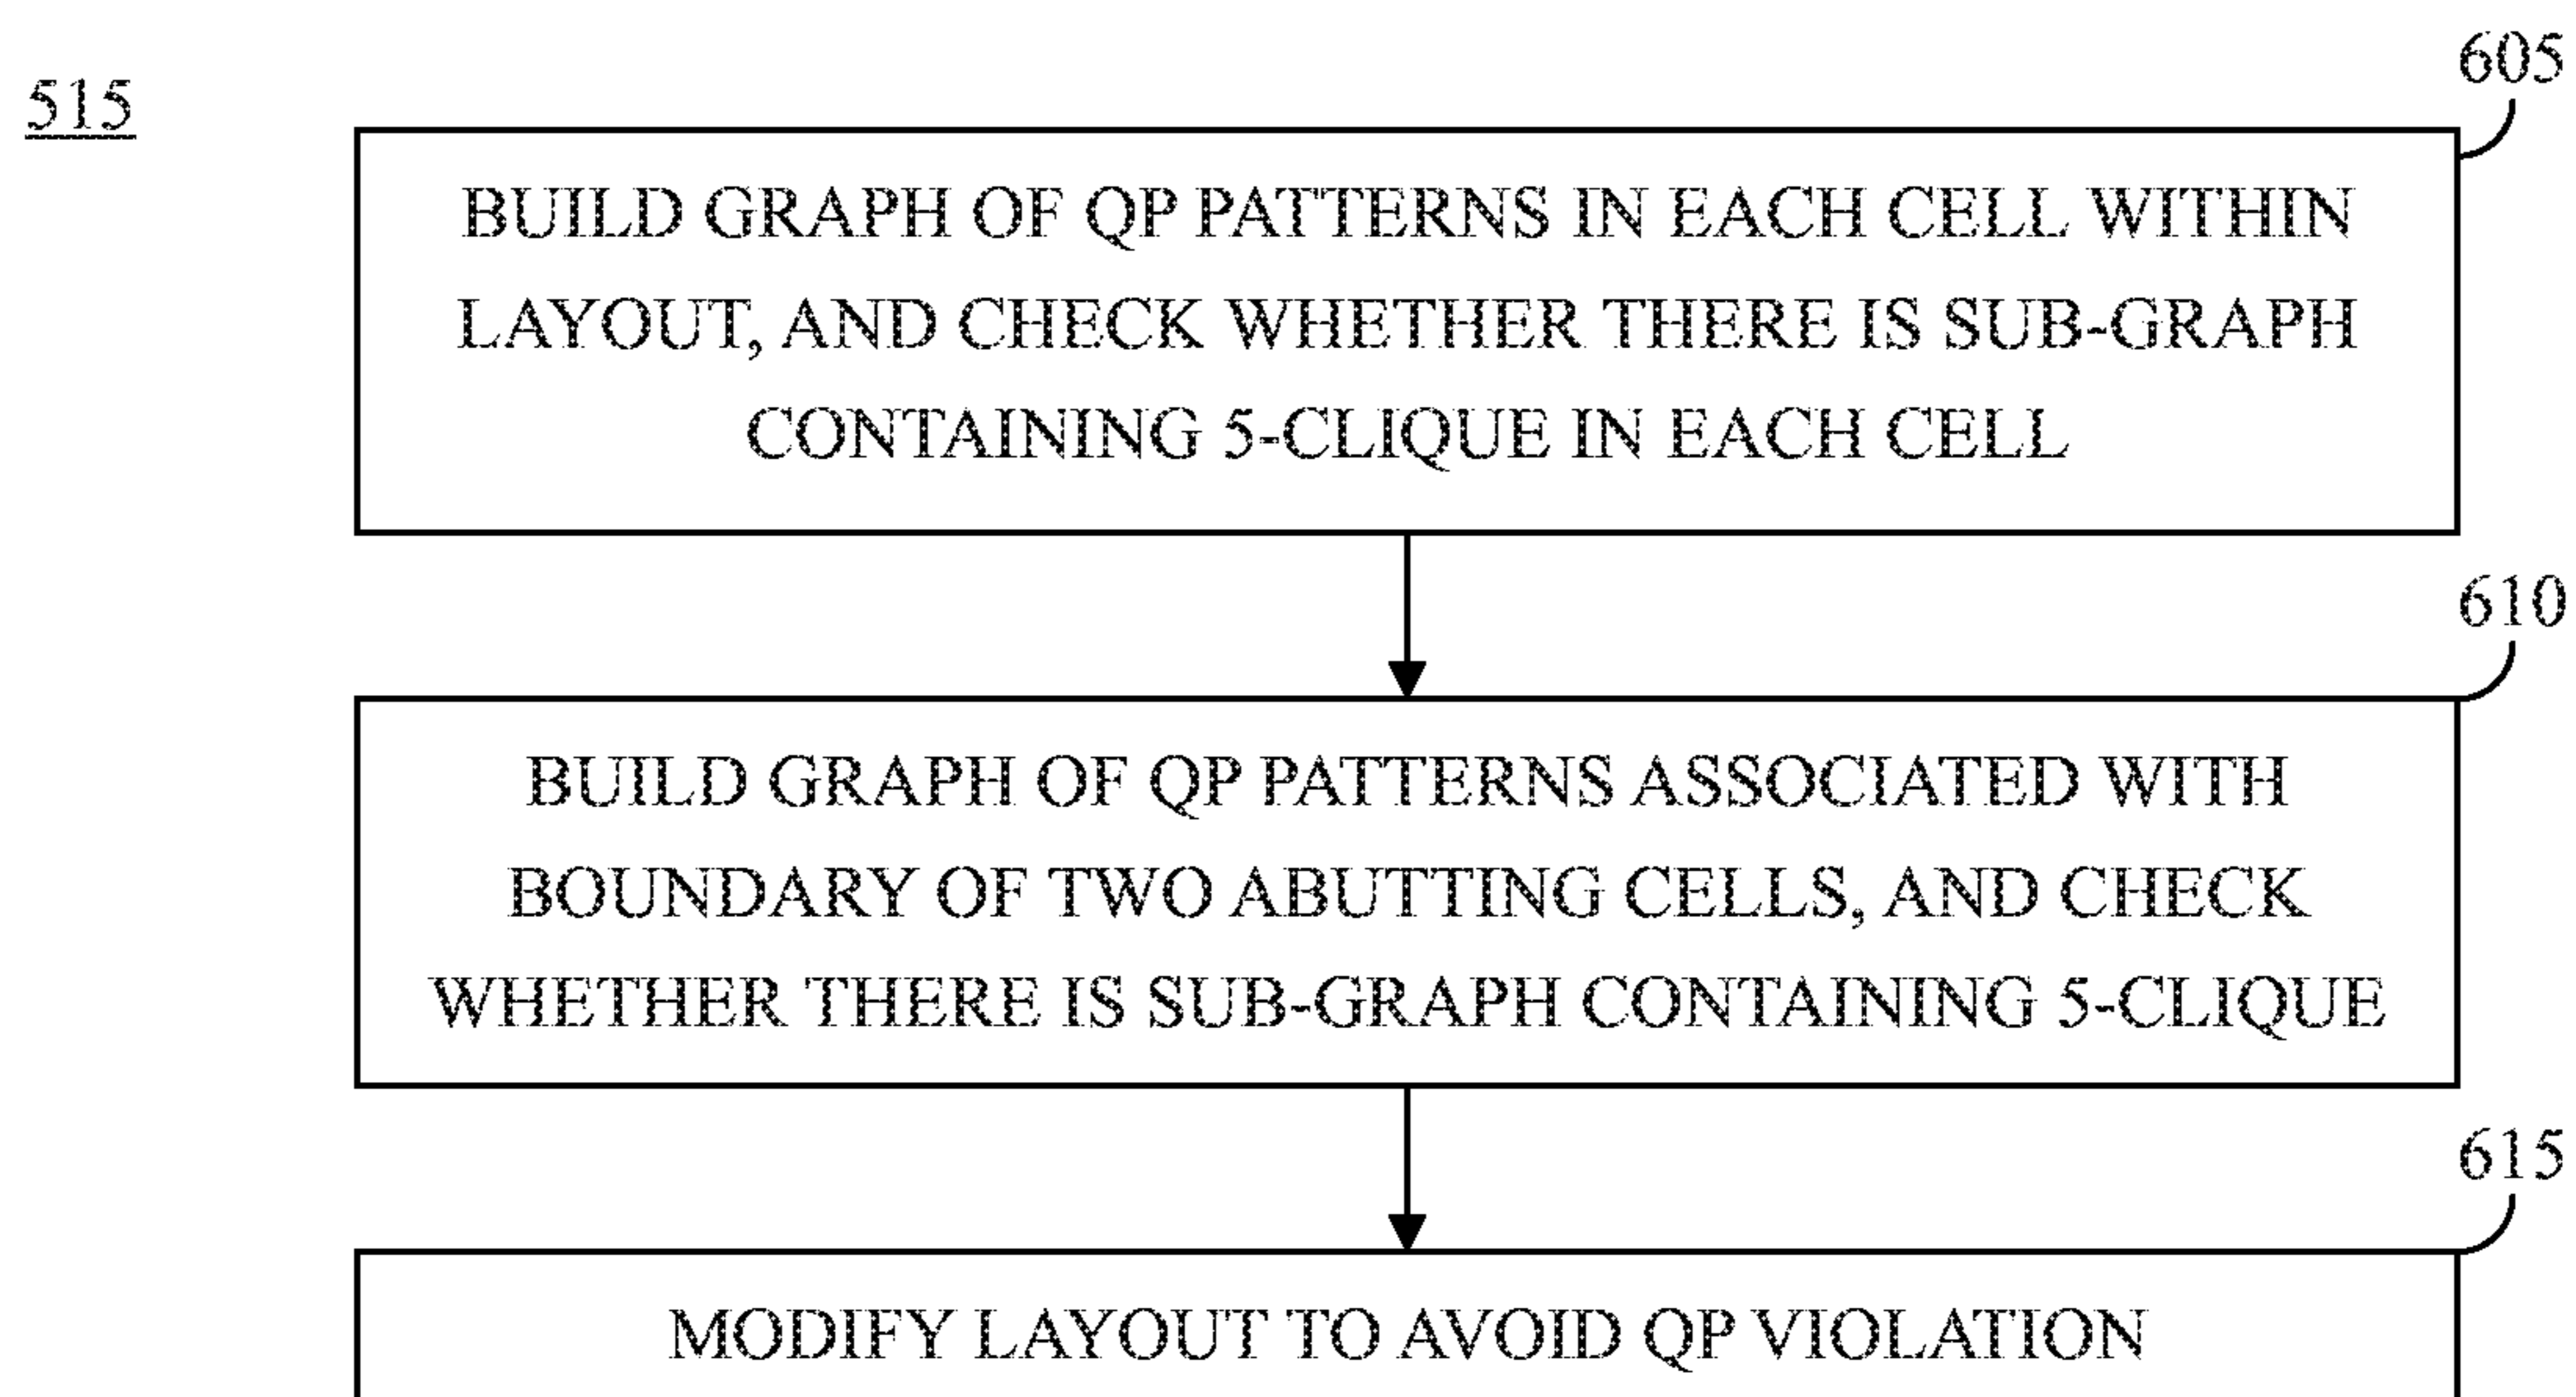 605
515
BUILD GRAPH OF QP PATTERNS IN EACH CELL WITHIN
LAYOUT, AND CHECK WHETHER THERE IS SUB-GRAPH
CONTAINING 5-CLIQUE IN EACH CELL
610
BUILD GRAPH OF QP PATTERNS ASSOCIATED WITH
BOUNDARY OF TWO ABUTTING CELLS, AND CHECK
WHETHER THERE IS SUB-GRAPH CONTAINING 5-CLIQUE
615
MODIFY LAYOUT TO AVOID QP VIOLATION